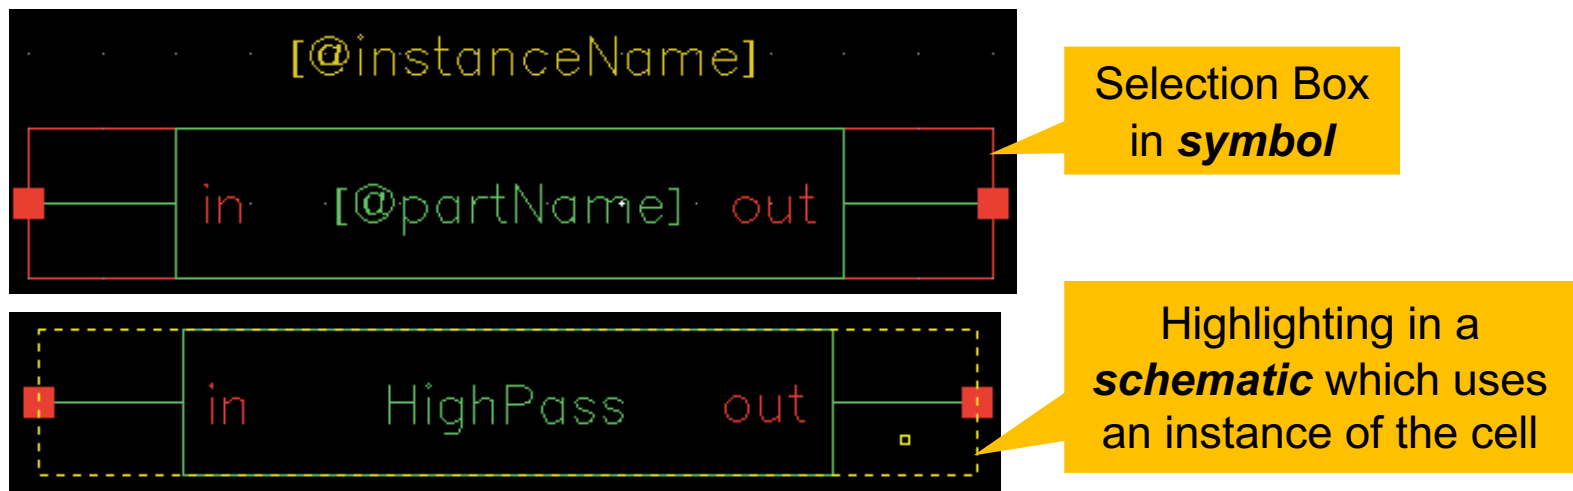 [@instanceName]
in [@partName] out
Selection Box
in symbol
in HighPass out
Highlighting in a
schematic which uses
an instance of the cell